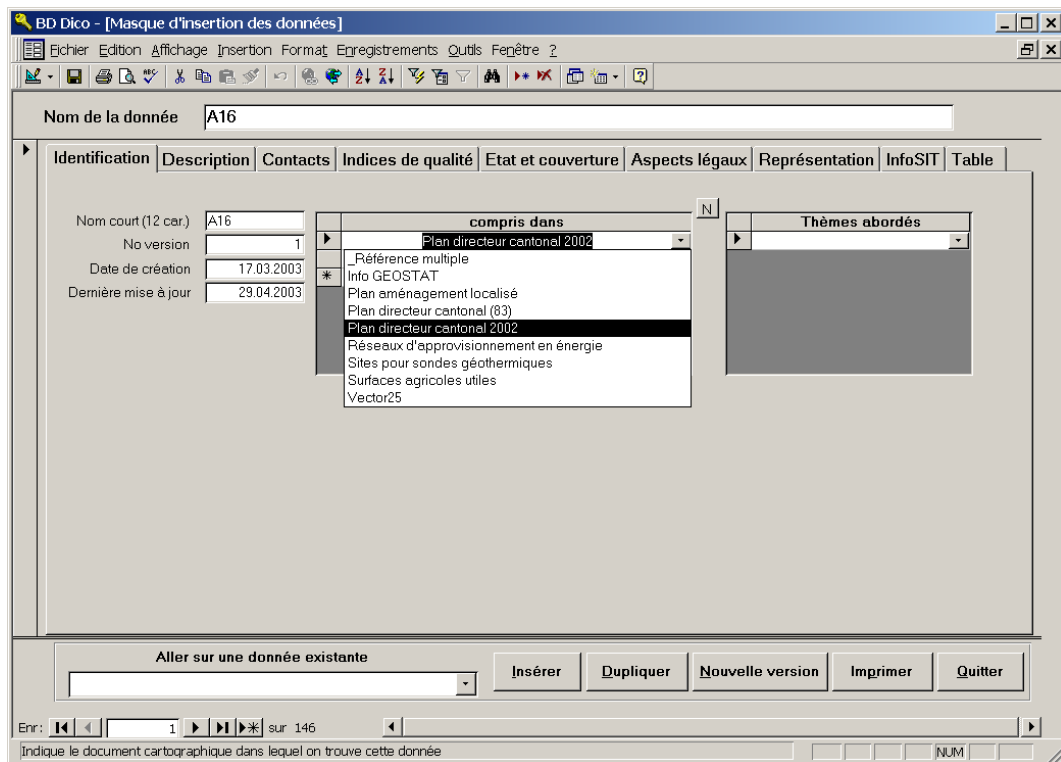 BD Dico - [Masque d'insertion des données]
Fichier Edition Affichage Insertion Format Enregistrements Outils Fenêtre ?
Nom de la donnée A16
Identification Description Contacts Indices de qualité Etat et couverture Aspects légaux Représentation InfoSIT Table
N
Nom court (12 car.) A16
compris dans
Thèmes abordés
No version 1
Plan directeur cantonal 2002
Date de création 17.03.2003
Dernière mise à jour 29.04.2003
_Référence multiple
Info GEOSTAT
Plan aménagement localisé
Plan directeur cantonal (83)
Plan directeur cantonal 2002
Réseaux d'approvisionnement en énergie
Sites pour sondes géothermiques
Surfaces agricoles utiles
Vector25
Aller sur une donnée existante
Insérer Dupliquer Nouvelle version Imprimer Quitter
Enr: 1 sur 146
Indique le document cartographique dans lequel on trouve cette donnée NUM